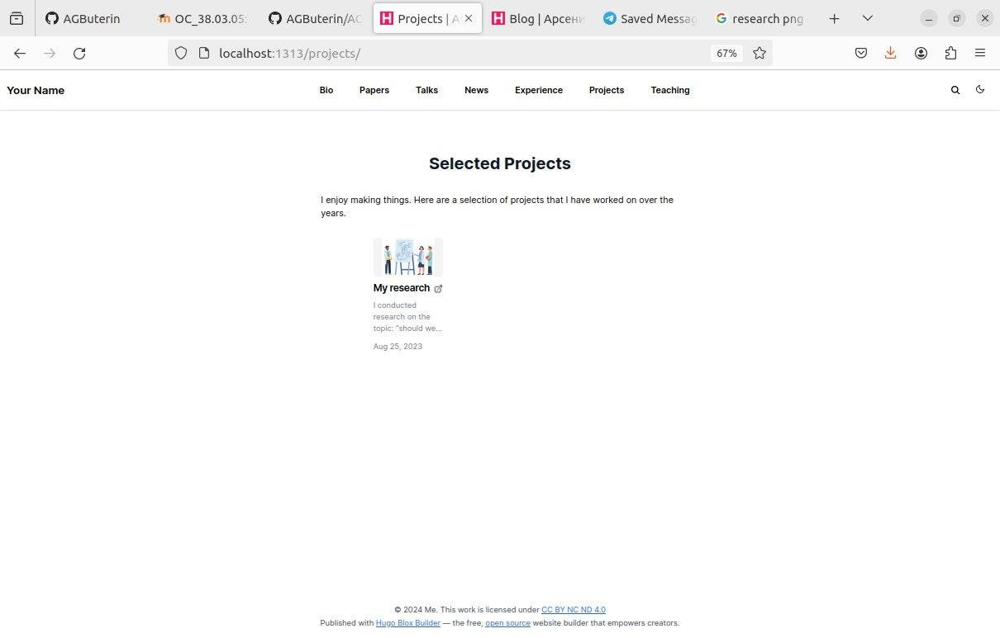 AGButerin
OC_38.03.05:
AGButerin/AG
Projects | А
Blog | Арсени
Saved Messag
research png
localhost:1313/projects/
67%
Your Name
Bio
Papers
Talks
News
Experience
Projects
Teaching
Selected Projects
I enjoy making things. Here are a selection of projects that I have worked on over the
years.
My research
I conducted
research on the
topic: “should we...
Aug 25, 2023
© 2024 Me. This work is licensed under CC BY NC ND 4.0
Published with Hugo Blox Builder — the free, open source website builder that empowers creators.